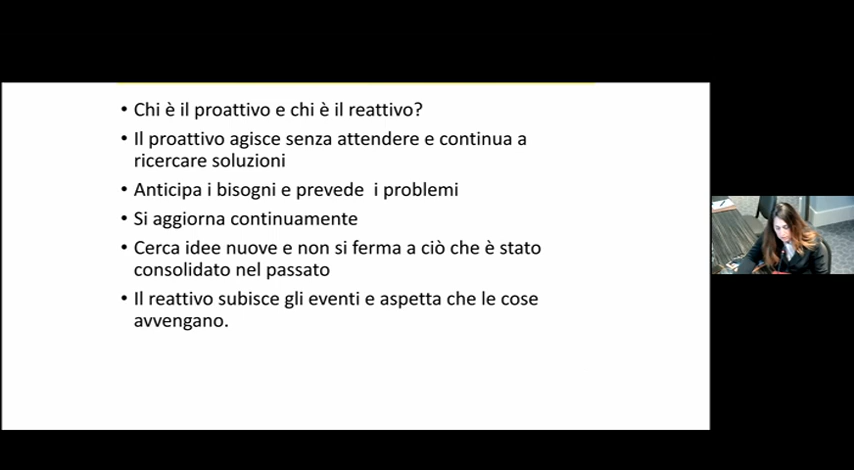 • Chi è il proattivo e chi è il reattivo?
• Il proattivo agisce senza attendere e continua a
ricercare soluzioni
• Anticipa i bisogni e prevede  i problemi
• Si aggiorna continuamente
• Cerca idee nuove e non si ferma a ciò che è stato
consolidato nel passato
• Il reattivo subisce gli eventi e aspetta che le cose
avvengano.